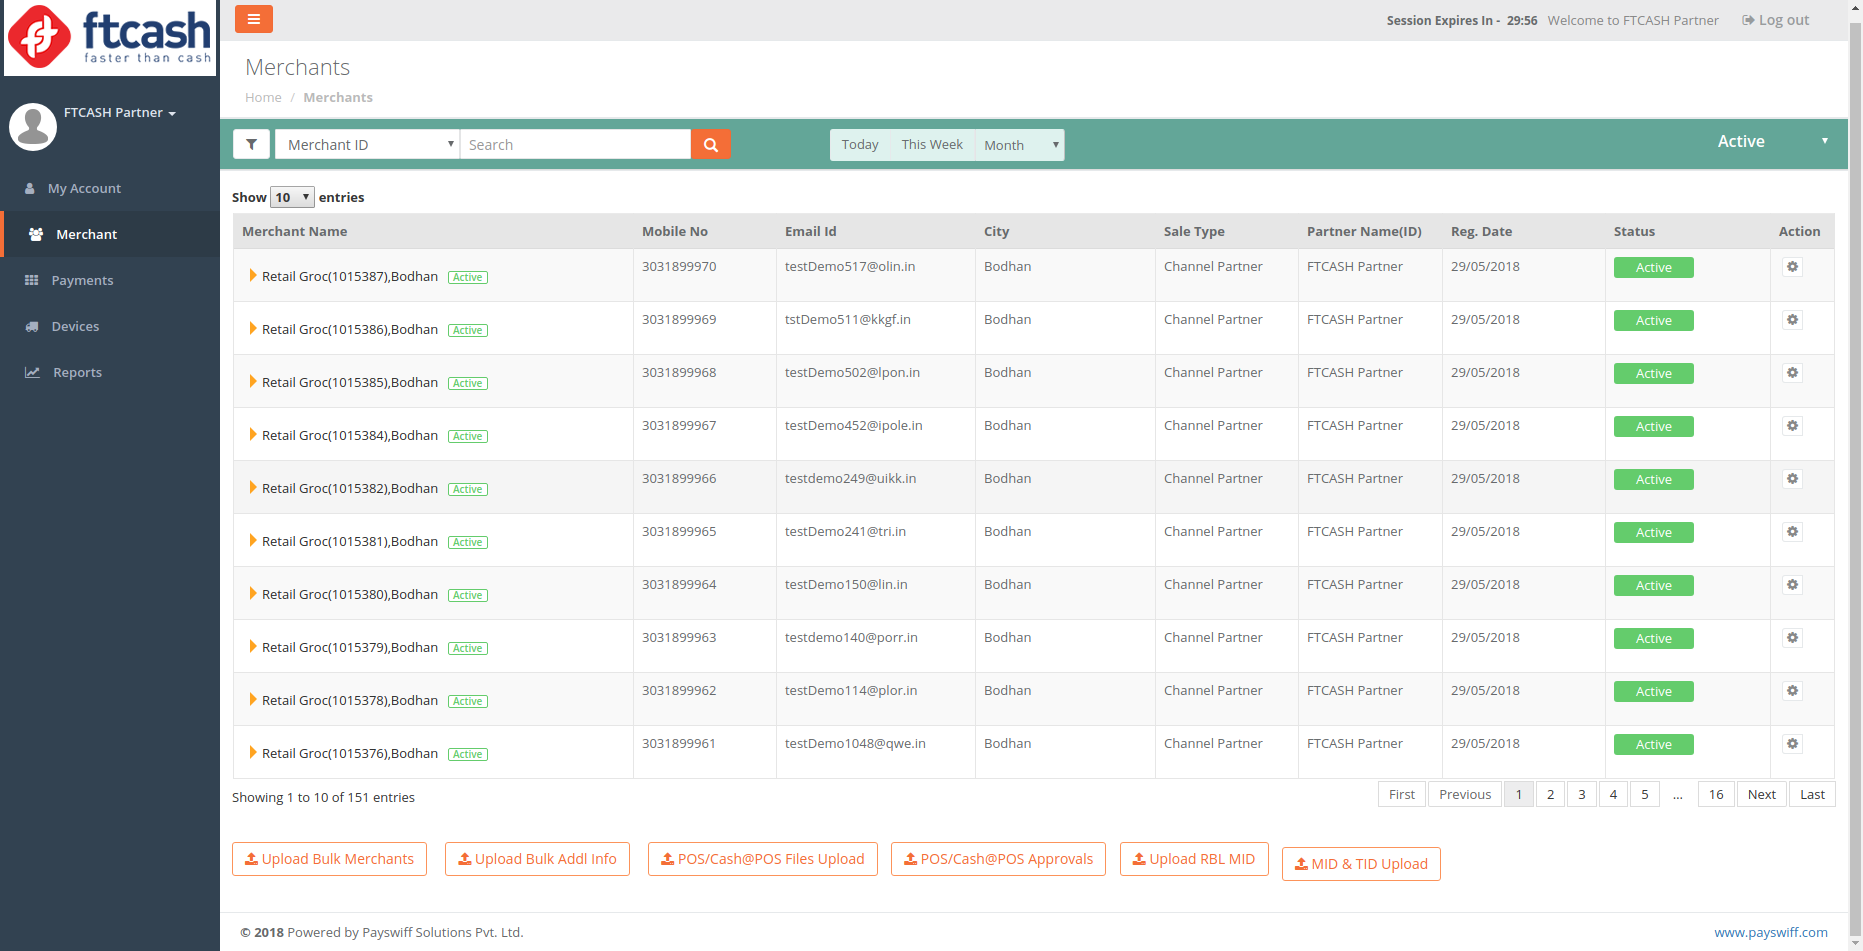 ftcash
faster than cash
Session Expires In - 29:56 Welcome to FTCASH Partner Log out
Merchants
Home / Merchants
FTCASH Partner
My Account
Merchant
Payments
Devices
Reports
Merchant ID Search Today This Week Month Active
Show 10 entries
Merchant Name Mobile No Email Id City Sale Type Partner Name(ID) Reg. Date Status Action
Retail Groc(1015387),Bodhan Active 3031899970 testDemo517@olin.in Bodhan Channel Partner FTCASH Partner 29/05/2018 Active
Retail Groc(1015386),Bodhan Active 3031899969 tstDemo511@kkgf.in Bodhan Channel Partner FTCASH Partner 29/05/2018 Active
Retail Groc(1015385),Bodhan Active 3031899968 testDemo502@lpon.in Bodhan Channel Partner FTCASH Partner 29/05/2018 Active
Retail Groc(1015384),Bodhan Active 3031899967 testDemo452@ipole.in Bodhan Channel Partner FTCASH Partner 29/05/2018 Active
Retail Groc(1015382),Bodhan Active 3031899966 testdemo249@uikk.in Bodhan Channel Partner FTCASH Partner 29/05/2018 Active
Retail Groc(1015381),Bodhan Active 3031899965 testDemo241@tri.in Bodhan Channel Partner FTCASH Partner 29/05/2018 Active
Retail Groc(1015380),Bodhan Active 3031899964 testDemo150@lin.in Bodhan Channel Partner FTCASH Partner 29/05/2018 Active
Retail Groc(1015379),Bodhan Active 3031899963 testdemo140@porr.in Bodhan Channel Partner FTCASH Partner 29/05/2018 Active
Retail Groc(1015378),Bodhan Active 3031899962 testDemo114@plor.in Bodhan Channel Partner FTCASH Partner 29/05/2018 Active
Retail Groc(1015376),Bodhan Active 3031899961 testDemo1048@qwe.in Bodhan Channel Partner FTCASH Partner 29/05/2018 Active
Showing 1 to 10 of 151 entries First Previous 1 2 3 4 5 ... 16 Next Last
Upload Bulk Merchants Upload Bulk Addl Info POS/Cash@POS Files Upload POS/Cash@POS Approvals Upload RBL MID MID & TID Upload
© 2018 Powered by Payswiff Solutions Pvt. Ltd. www.payswiff.com